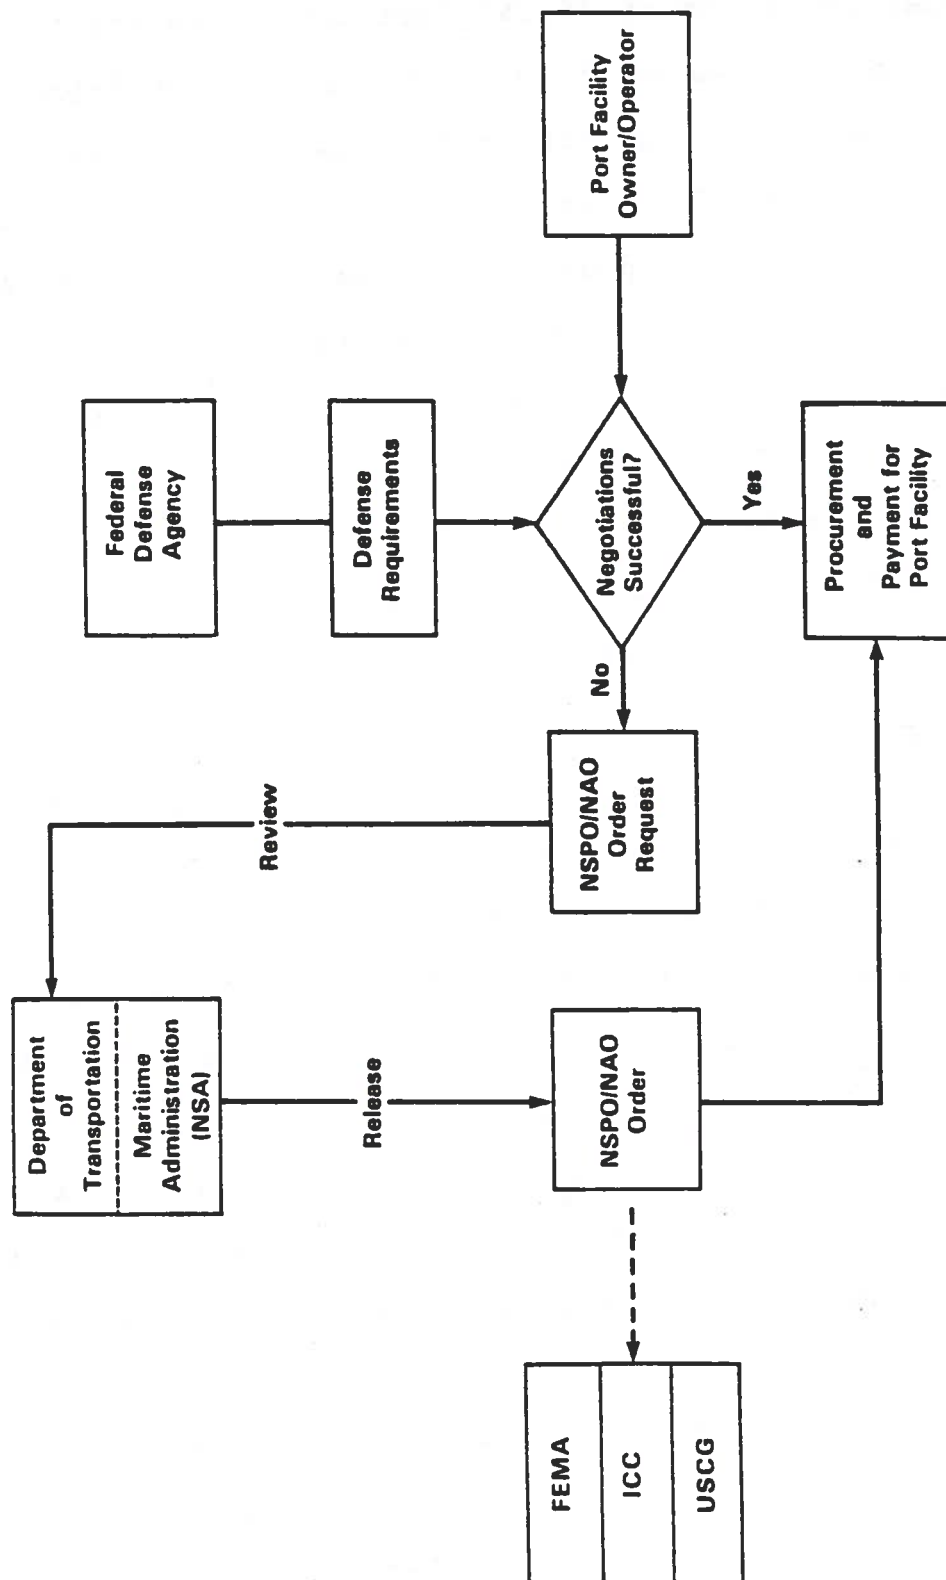 Department
of
Transportation
Maritime
Administration
(NSA)
Federal
Defense
Agency
Review
Release
Defense
Requirements
FEMA
ICC
USCG
NSPO/NAO
Order
NSPO/NAO
Order
Request
No
Negotiations
Successful?
Port Facility
Owner/Operator
Yes
Procurement
and
Payment for
Port Facility